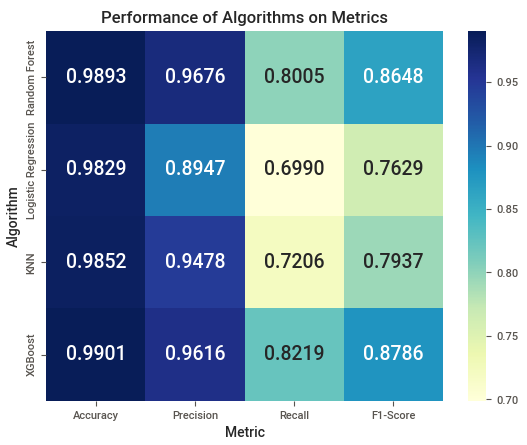 Performance of Algorithms on Metrics
Algorithm
Random Forest
0.9893 0.9676 0.8005 0.8648
Logistic Regression
0.9829 0.8947 0.6990 0.7629
KNN
0.9852 0.9478 0.7206 0.7937
XGBoost
0.9901 0.9616 0.8219 0.8786
Accuracy Precision Recall F1-Score
Metric
0.95
0.90
0.85
0.80
0.75
0.70